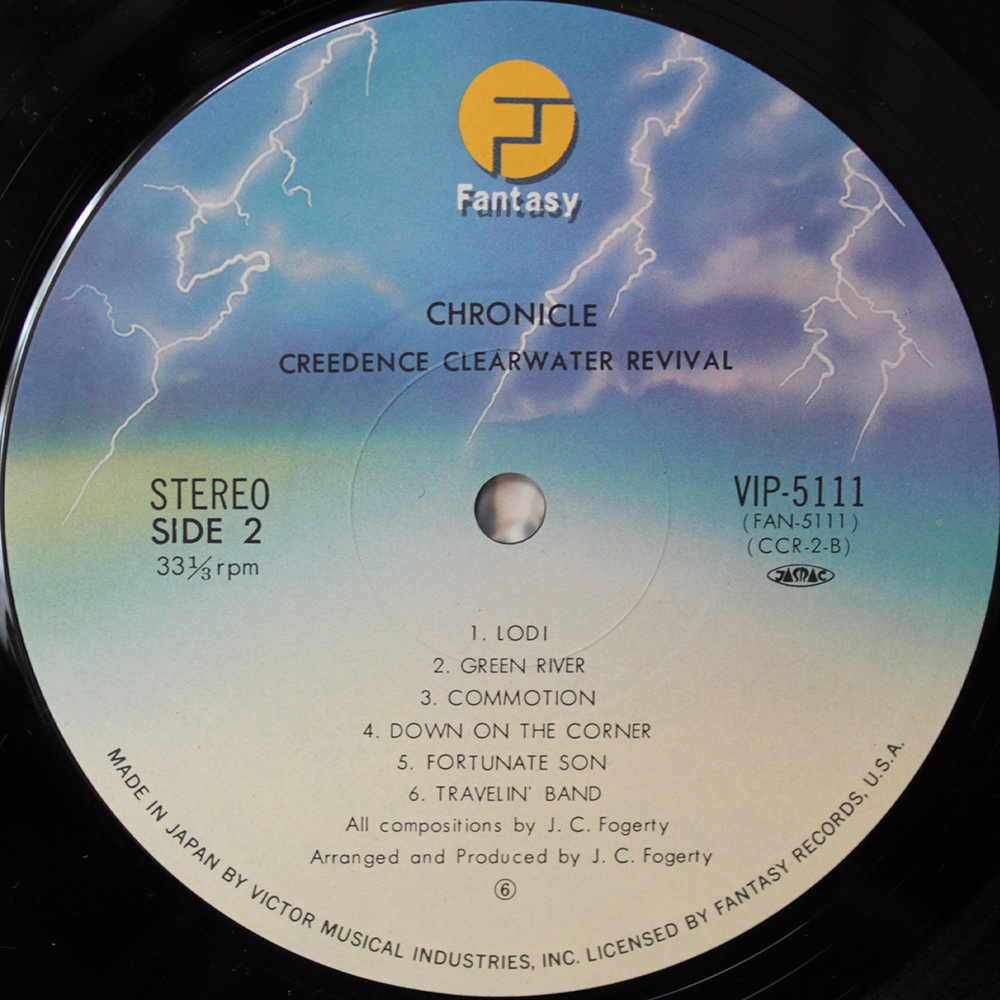 Fantasy
CHRONICLE
CREEDENCE CLEARWATER REVIVAL
STEREO
SIDE 2
33⅓rpm
VIP-5111
(FAN-5111)
(CCR-2-B)
JASRAC
1. LODI
2. GREEN RIVER
3. COMMOTION
4. DOWN ON THE CORNER
5. FORTUNATE SON
6. TRAVELIN' BAND
All compositions by J. C. Fogerty
Arranged and Produced by J. C. Fogerty
⑥
MADE IN JAPAN BY VICTOR MUSICAL INDUSTRIES, INC. LICENSED BY FANTASY RECORDS, U.S.A.